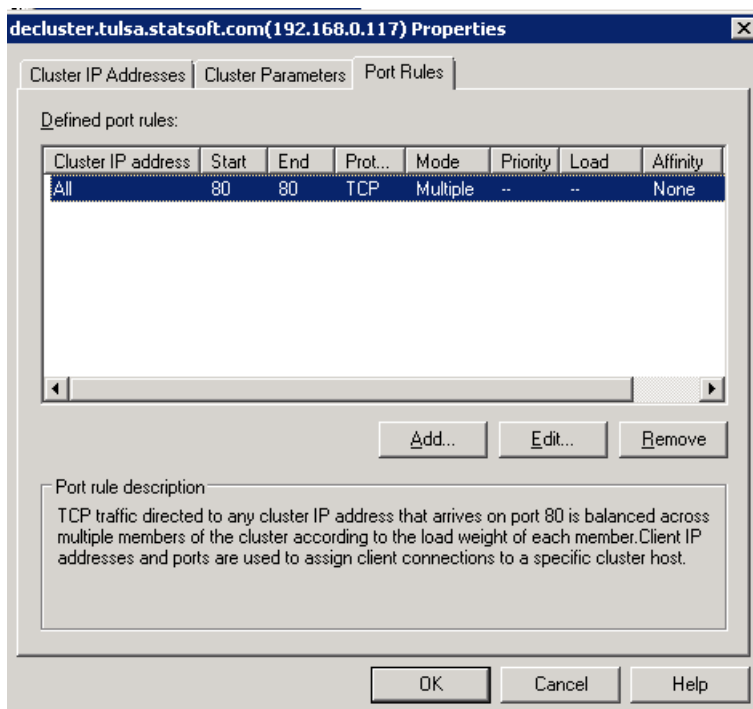 decluster.tulsa.statsoft.com(192.168.0.117) Properties
Cluster IP Addresses Cluster Parameters Port Rules
Defined port rules:
Cluster IP address Start End Prot... Mode Priority Load Affinity
All 80 80 TCP Multiple -- -- None
Add... Edit... Remove
Port rule description
TCP traffic directed to any cluster IP address that arrives on port 80 is balanced across
multiple members of the cluster according to the load weight of each member.Client IP
addresses and ports are used to assign client connections to a specific cluster host.
OK Cancel Help